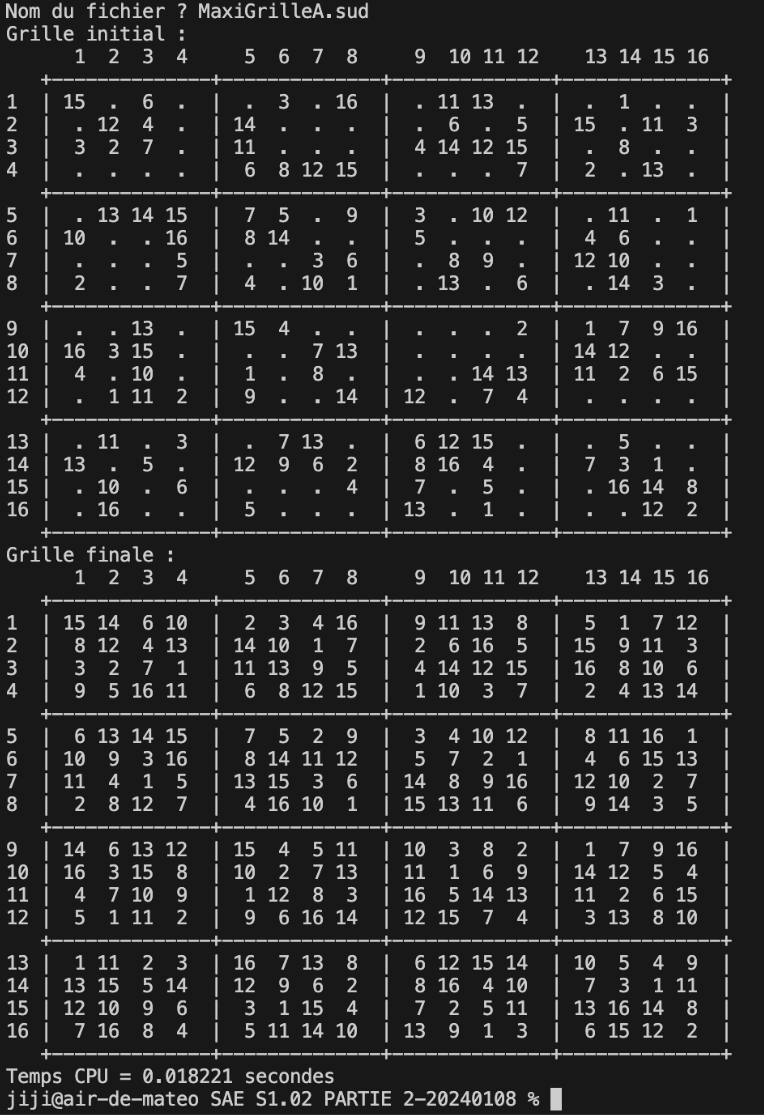 Nom du fichier ? MaxiGrilleA.sud
Grille initial :
      1  2  3  4     5  6  7  8     9  10 11 12    13 14 15 16
   +--------------+--------------+--------------+--------------+
1  | 15  .  6  .  |  .  3  . 16  |  . 11 13  .  |  .  1  .  .  |
2  |  . 12  4  .  | 14  .  .  .  |  .  6  .  5  | 15  . 11  3  |
3  |  3  2  7  .  | 11  .  .  .  |  4 14 12 15  |  .  8  .  .  |
4  |  .  .  .  .  |  6  8 12 15  |  .  .  .  7  |  2  . 13  .  |
   +--------------+--------------+--------------+--------------+
5  |  . 13 14 15  |  7  5  .  9  |  3  . 10 12  |  . 11  .  1  |
6  | 10  .  . 16  |  8 14  .  .  |  5  .  .  .  |  4  6  .  .  |
7  |  .  .  .  5  |  .  .  3  6  |  .  8  9  .  | 12 10  .  .  |
8  |  2  .  .  7  |  4  . 10  1  |  . 13  .  6  |  . 14  3  .  |
   +--------------+--------------+--------------+--------------+
9  |  .  . 13  .  | 15  4  .  .  |  .  .  .  2  |  1  7  9 16  |
10 | 16  3 15  .  |  .  .  7 13  |  .  .  .  .  | 14 12  .  .  |
11 |  4  . 10  .  |  1  .  8  .  |  .  . 14 13  | 11  2  6 15  |
12 |  .  1 11  2  |  9  .  . 14  | 12  .  7  4  |  .  .  .  .  |
   +--------------+--------------+--------------+--------------+
13 |  . 11  .  3  |  .  7 13  .  |  6 12 15  .  |  .  5  .  .  |
14 | 13  .  5  .  | 12  9  6  2  |  8 16  4  .  |  7  3  1  .  |
15 |  . 10  .  6  |  .  .  .  4  |  7  .  5  .  |  . 16 14  8  |
16 |  . 16  .  .  |  5  .  .  .  | 13  .  1  .  |  .  . 12  2  |
   +--------------+--------------+--------------+--------------+
Grille finale :
      1  2  3  4     5  6  7  8     9  10 11 12    13 14 15 16
   +--------------+--------------+--------------+--------------+
1  | 15 14  6 10  |  2  3  4 16  |  9 11 13  8  |  5  1  7 12  |
2  |  8 12  4 13  | 14 10  1  7  |  2  6 16  5  | 15  9 11  3  |
3  |  3  2  7  1  | 11 13  9  5  |  4 14 12 15  | 16  8 10  6  |
4  |  9  5 16 11  |  6  8 12 15  |  1 10  3  7  |  2  4 13 14  |
   +--------------+--------------+--------------+--------------+
5  |  6 13 14 15  |  7  5  2  9  |  3  4 10 12  |  8 11 16  1  |
6  | 10  9  3 16  |  8 14 11 12  |  5  7  2  1  |  4  6 15 13  |
7  | 11  4  1  5  | 13 15  3  6  | 14  8  9 16  | 12 10  2  7  |
8  |  2  8 12  7  |  4 16 10  1  | 15 13 11  6  |  9 14  3  5  |
   +--------------+--------------+--------------+--------------+
9  | 14  6 13 12  | 15  4  5 11  | 10  3  8  2  |  1  7  9 16  |
10 | 16  3 15  8  | 10  2  7 13  | 11  1  6  9  | 14 12  5  4  |
11 |  4  7 10  9  |  1 12  8  3  | 16  5 14 13  | 11  2  6 15  |
12 |  5  1 11  2  |  9  6 16 14  | 12 15  7  4  |  3 13  8 10  |
   +--------------+--------------+--------------+--------------+
13 |  1 11  2  3  | 16  7 13  8  |  6 12 15 14  | 10  5  4  9  |
14 | 13 15  5 14  | 12  9  6  2  |  8 16  4 10  |  7  3  1 11  |
15 | 12 10  9  6  |  3  1 15  4  |  7  2  5 11  | 13 16 14  8  |
16 |  7 16  8  4  |  5 11 14 10  | 13  9  1  3  |  6 15 12  2  |
   +--------------+--------------+--------------+--------------+
Temps CPU = 0.018221 secondes
jiji@air-de-mateo SAE S1.02 PARTIE 2-20240108 %